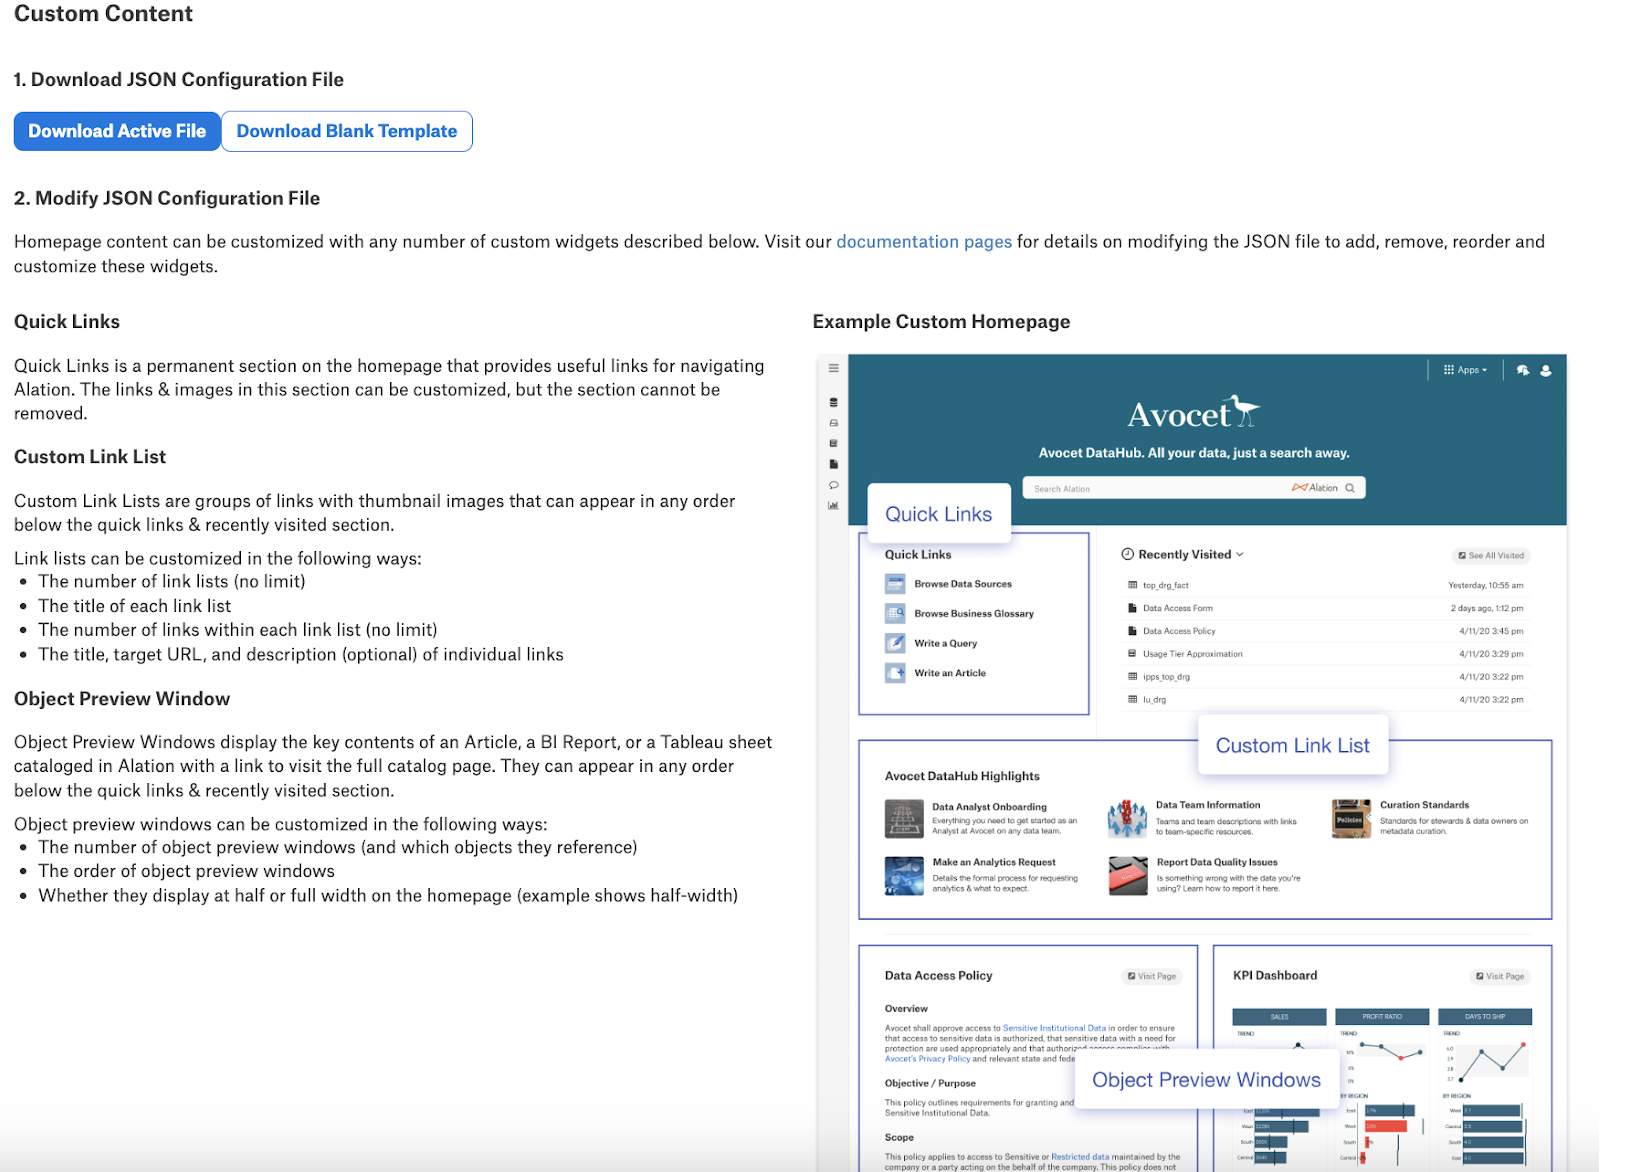 Custom Content
1. Download JSON Configuration File
Download Active File
Download Blank Template
2. Modify JSON Configuration File
Homepage content can be customized with any number of custom widgets described below. Visit our documentation pages for details on modifying the JSON file to add, remove, reorder and
customize these widgets.
Quick Links
Quick Links is a permanent section on the homepage that provides useful links for navigating
Alation. The links & images in this section can be customized, but the section cannot be
removed.
Custom Link List
Custom Link Lists are groups of links with thumbnail images that can appear in any order
below the quick links & recently visited section.
Link lists can be customized in the following ways:
• The number of link lists (no limit)
• The title of each link list
• The number of links within each link list (no limit)
• The title, target URL, and description (optional) of individual links
Object Preview Window
Object Preview Windows display the key contents of an Article, a BI Report, or a Tableau sheet
cataloged in Alation with a link to visit the full catalog page. They can appear in any order
below the quick links & recently visited section.
Object preview windows can be customized in the following ways:
• The number of object preview windows (and which objects they reference)
• The order of object preview windows
• Whether they display at half or full width on the homepage (example shows half-width)
Example Custom Homepage
Apps
Avocet
Avocet DataHub. All your data, just a search away.
Search Alation
Alation
Quick Links
Quick Links
Browse Data Sources
Browse Business Glossary
Write a Query
Write an Article
Recently Visited
See All Visited
top_drg_fact
Yesterday, 10:55 am
Data Access Form
2 days ago, 1:12 pm
Data Access Policy
4/11/20 3:45 pm
Usage Tier Approximation
4/11/20 3:29 pm
ipps_top_drg
4/11/20 3:22 pm
lu_drg
4/11/20 3:22 pm
Custom Link List
Avocet DataHub Highlights
Data Analyst Onboarding
Everything you need to get started as an
Analyst at Avocet on any data team.
Data Team Information
Teams and team descriptions with links
to team-specific resources.
Policies
Curation Standards
Standards for stewards & data owners on
metadata curation.
Make an Analytics Request
Details the formal process for requesting
analytics & what to expect.
Report Data Quality Issues
Is something wrong with the data you're
using? Learn how to report it here.
Data Access Policy
Visit Page
Overview
Avocet shall approve access to Sensitive Institutional Data in order to ensure
that access to sensitive data is authorized, that sensitive data with a need for
protection are used appropriately and that authorized access complies with
Avocet's Privacy Policy and relevant state and fede
Objective / Purpose
This policy outlines requirements for granting and
Sensitive Institutional Data.
Scope
This policy applies to access to Sensitive or Restricted data maintained by the
company or a party acting on the behalf of the company. This policy does not
Object Preview Windows
KPI Dashboard
Visit Page
SALES
PROFIT RATIO
DAYS TO SHIP
TREND
TREND
TREND
BY REGION
BY REGION
East
West
South
Central
East
West
South
Central
West
Central
South
East